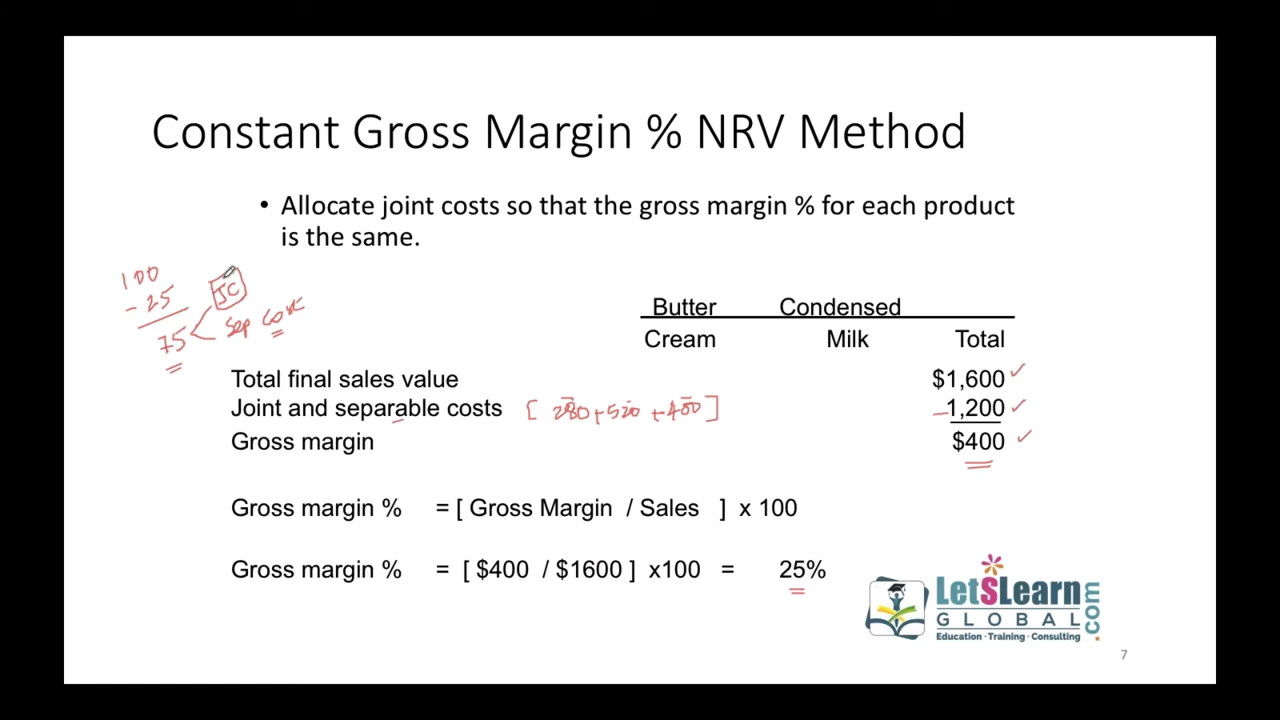 Constant Gross Margin % NRV Method
• Allocate joint costs so that the gross margin % for each product
is the same.
100
- 25
75
JC
Sep Cost
Butter Condensed
Cream Milk Total
Total final sales value $1,600
Joint and separable costs [ 280+520 +400 ] 1,200
Gross margin $400
Gross margin % = [ Gross Margin / Sales ] x 100
Gross margin % = [ $400 / $1600 ] x100 = 25%
LetSLearn
GLOBAL
.com
Education · Training · Consulting
7